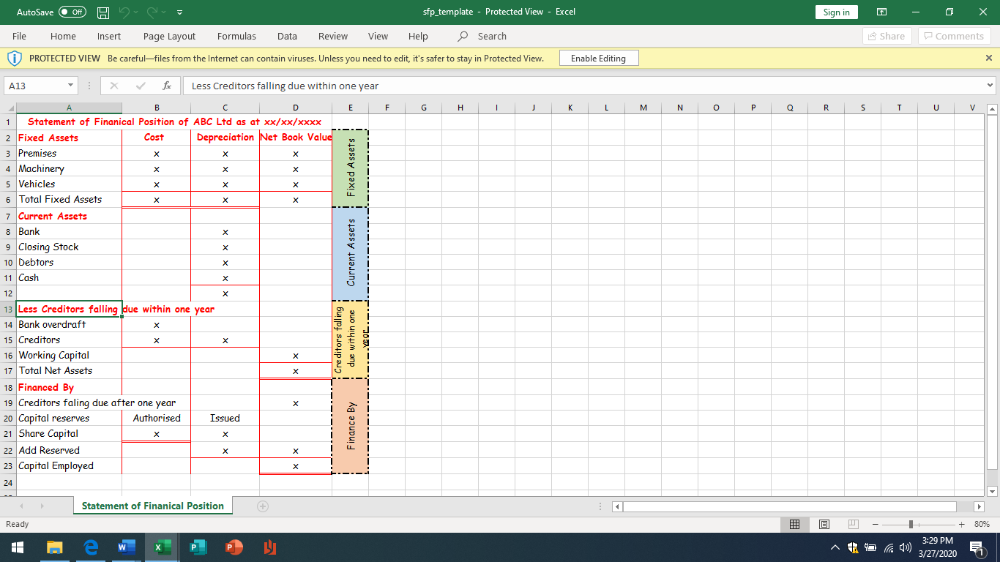 AutoSave Off
sfp_template - Protected View - Excel
Sign in
File Home Insert Page Layout Formulas Data Review View Help Search
Share Comments
PROTECTED VIEW Be careful—files from the Internet can contain viruses. Unless you need to edit, it's safer to stay in Protected View. Enable Editing
A13 fx Less Creditors falling due within one year
A B C D E F G H I J K L M N O P Q R S T U V
1 Statement of Finanical Position of ABC Ltd as at xx/xx/xxxx
2 Fixed Assets Cost Depreciation Net Book Value
3 Premises x x x
4 Machinery x x x
5 Vehicles x x x
6 Total Fixed Assets x x x
Fixed Assets
7 Current Assets
8 Bank x
9 Closing Stock x
10 Debtors x
11 Cash x
12 x
Current Assets
13 Less Creditors falling due within one year
14 Bank overdraft x
15 Creditors x x
16 Working Capital x
17 Total Net Assets x
Creditors falling
due within one
year
18 Financed By
19 Creditors faling due after one year x
20 Capital reserves Authorised Issued
21 Share Capital x x
22 Add Reserved x x
23 Capital Employed x
Finance By
24
Statement of Finanical Position
Ready
80%
3:29 PM
3/27/2020
1